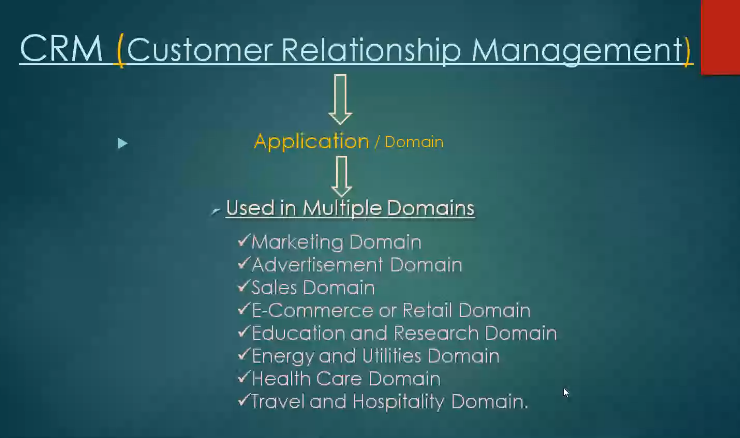 CRM (Customer Relationship Management)
Application / Domain
Used in Multiple Domains
✓Marketing Domain
✓Advertisement Domain
✓Sales Domain
✓E-Commerce or Retail Domain
✓Education and Research Domain
✓Energy and Utilities Domain
✓Health Care Domain
✓Travel and Hospitality Domain.